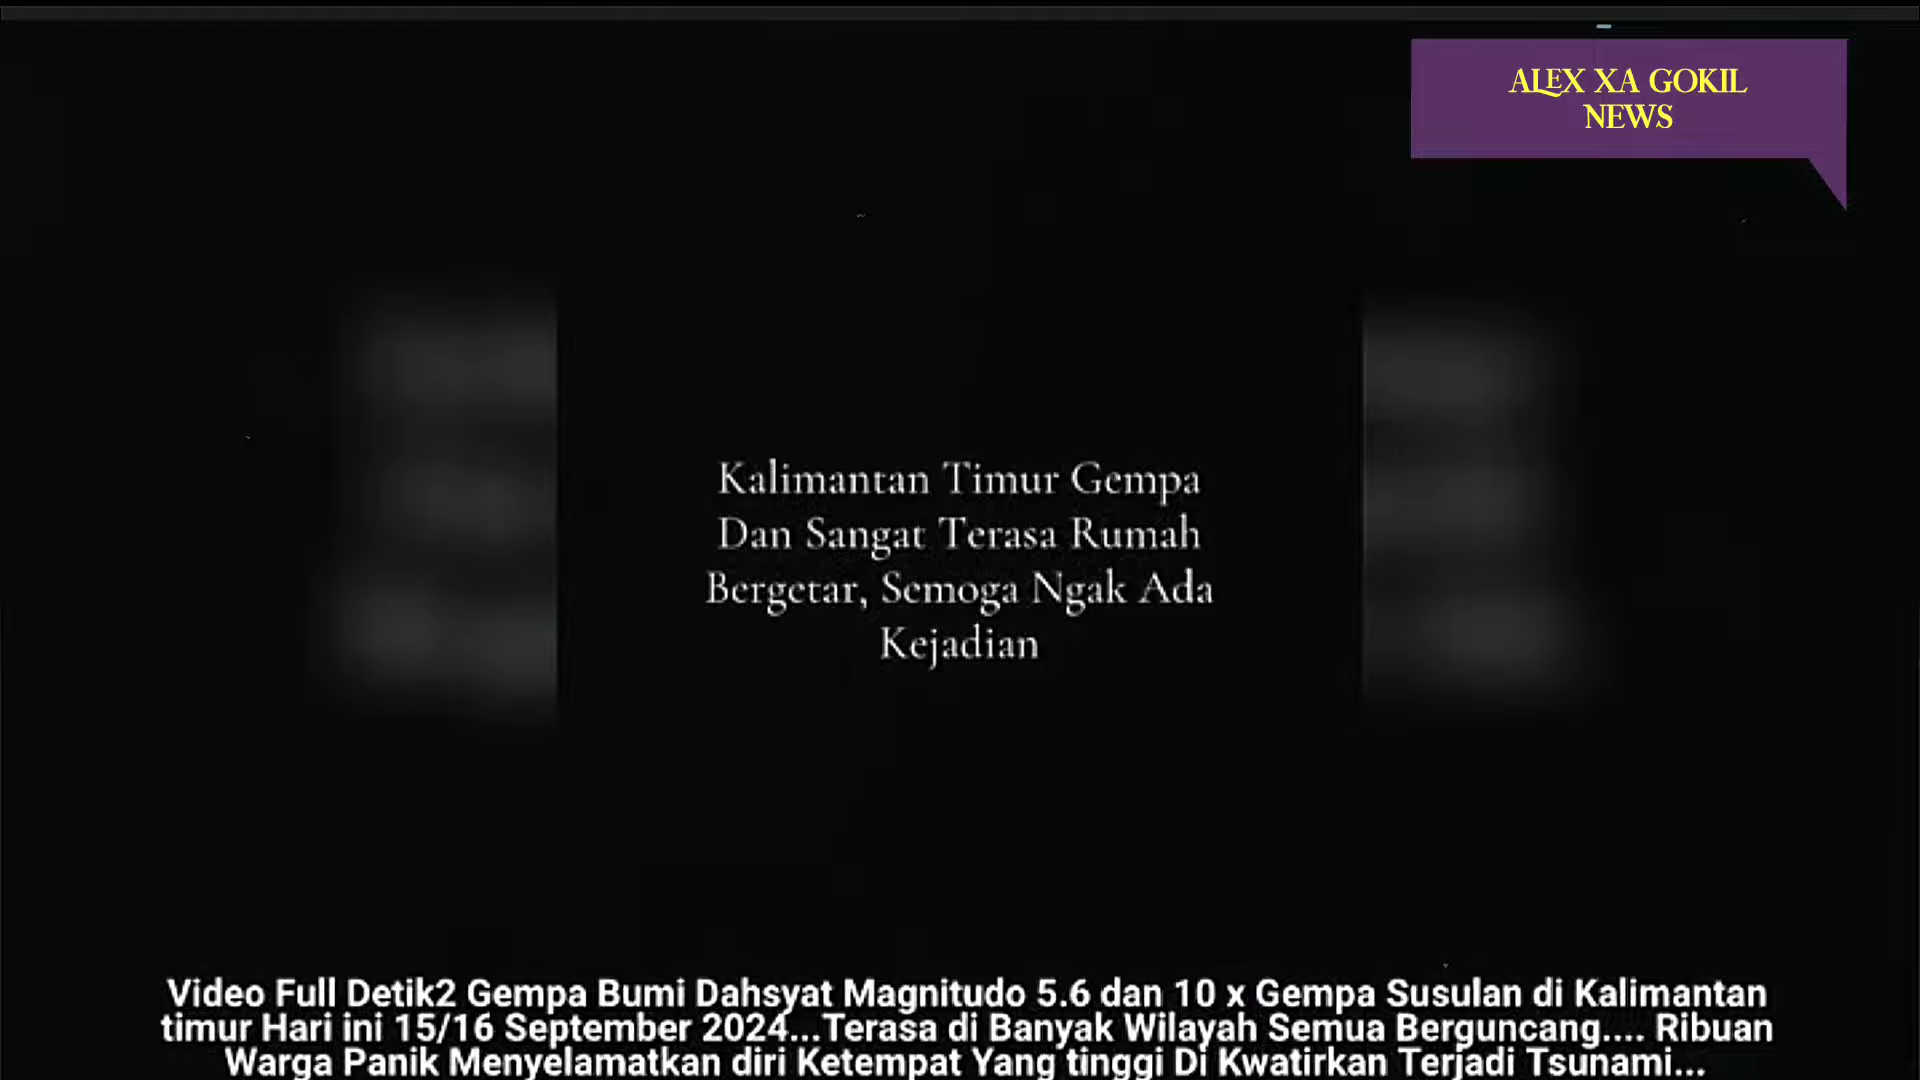 ALEX XA GOKIL
NEWS
Kalimantan Timur Gempa
Dan Sangat Terasa Rumah
Bergetar, Semoga Ngak Ada
Kejadian
Video Full Detik2 Gempa Bumi Dahsyat Magnitudo 5.6 dan 10 x Gempa Susulan di Kalimantan
timur Hari ini 15/16 September 2024...Terasa di Banyak Wilayah Semua Berguncang.... Ribuan
Warga Panik Menyelamatkan diri Ketempat Yang tinggi Di Kwatirkan Terjadi Tsunami...